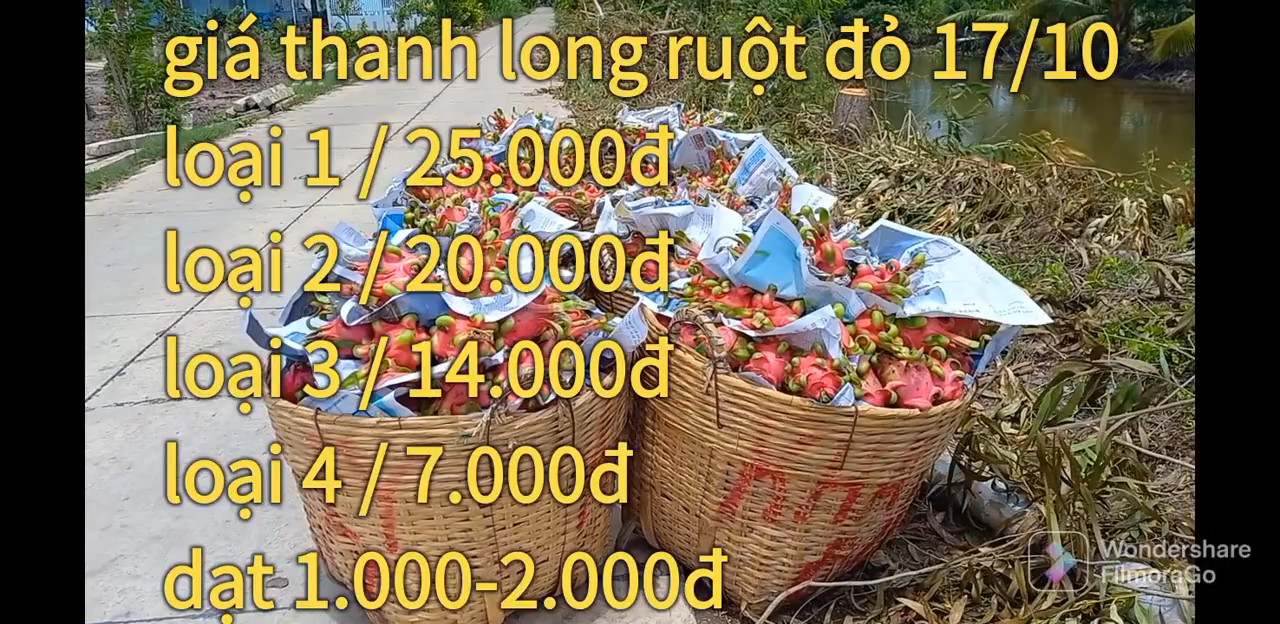 giá thanh long ruột đỏ 17/10
loại 1 / 25.000đ
loại 2 / 20.000đ
loại 3 / 14.000đ
loại 4 / 7.000đ
dạt 1.000-2.000đ
Wondershare
FilmoraGo